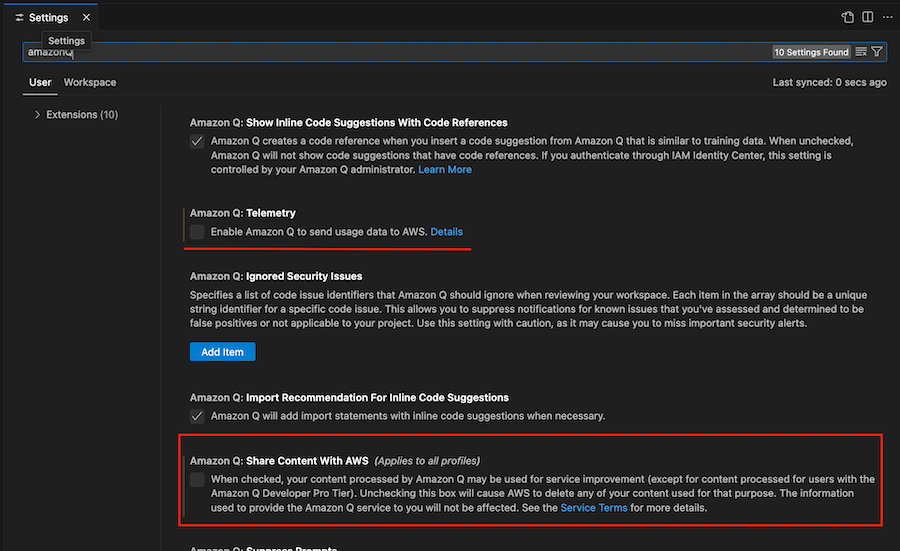 Settings
Settings
amazonQ
10 Settings Found
User
Workspace
Last synced: 0 secs ago
Extensions (10)
Amazon Q: Show Inline Code Suggestions With Code References
Amazon Q creates a code reference when you insert a code suggestion from Amazon Q that is similar to training data. When unchecked,
Amazon Q will not show code suggestions that have code references. If you authenticate through IAM Identity Center, this setting is
controlled by your Amazon Q administrator. Learn More
Amazon Q: Telemetry
Enable Amazon Q to send usage data to AWS. Details
Amazon Q: Ignored Security Issues
Specifies a list of code issue identifiers that Amazon Q should ignore when reviewing your workspace. Each item in the array should be a unique
string identifier for a specific code issue. This allows you to suppress notifications for known issues that you've assessed and determined to be
false positives or not applicable to your project. Use this setting with caution, as it may cause you to miss important security alerts.
Add Item
Amazon Q: Import Recommendation For Inline Code Suggestions
Amazon Q will add import statements with inline code suggestions when necessary.
Amazon Q: Share Content With AWS (Applies to all profiles)
When checked, your content processed by Amazon Q may be used for service improvement (except for content processed for users with the
Amazon Q Developer Pro Tier). Unchecking this box will cause AWS to delete any of your content used for that purpose. The information
used to provide the Amazon Q service to you will not be affected. See the Service Terms for more details.
Amazon Q: Suppress Prompts